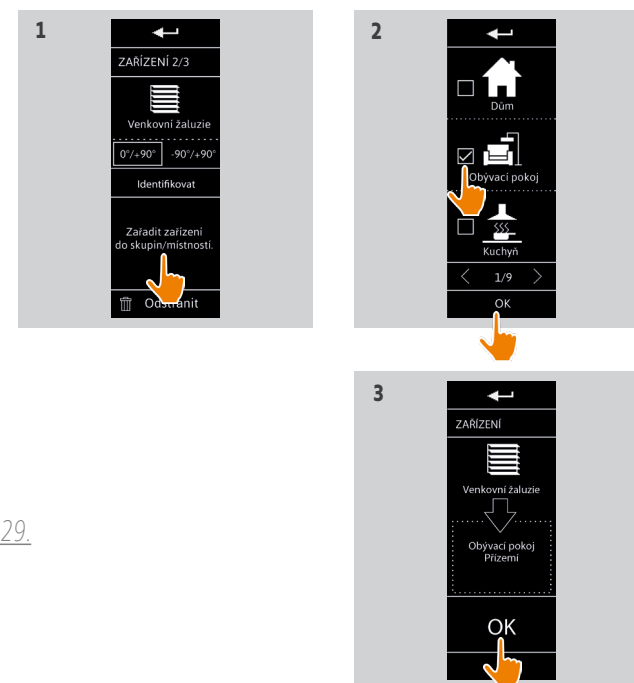 1
ZAŘÍZENÍ 2/3
Venkovní žaluzie
0°/+90° -90°/+90°
Identifikovat
Zařadit zařízení
do skupin/místností.
Odstranit
2
Dům
Obývací pokoj
Kuchyň
1/9
OK
3
ZAŘÍZENÍ
Venkovní žaluzie
Obývací pokoj
Přízemí
OK
29.